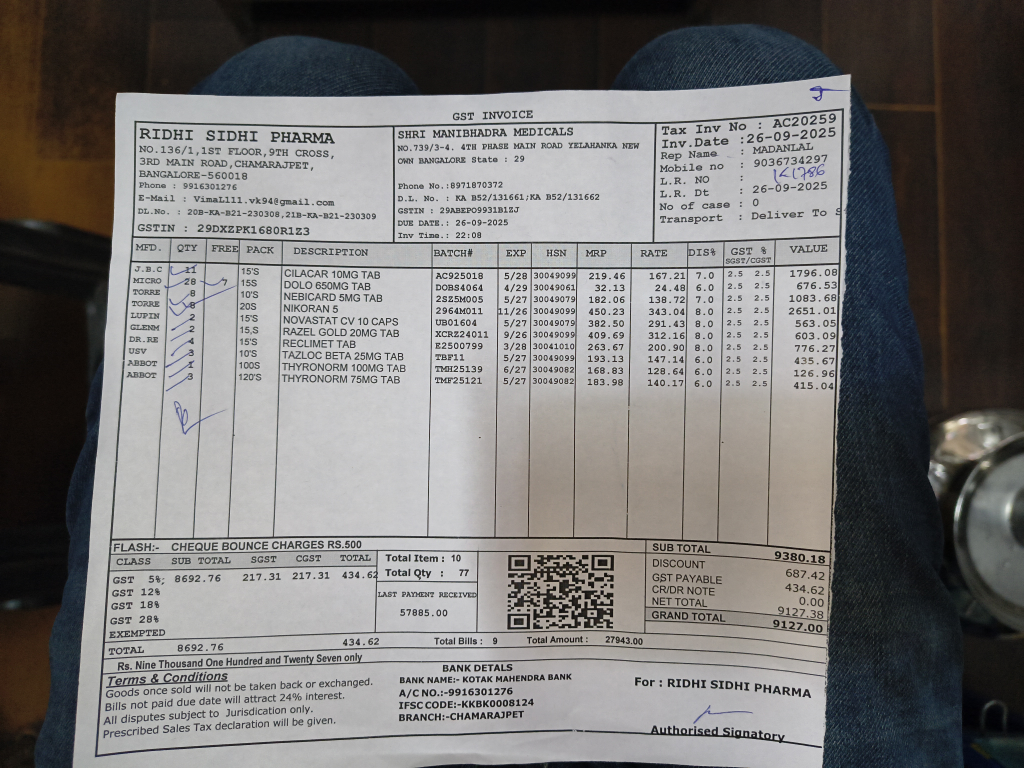 GST INVOICE
RIDHI SIDHI PHARMA
NO.136/1,1ST FLOOR,9TH CROSS,
3RD MAIN ROAD,CHAMARAJPET,
BANGALORE-560018
Phone : 9916301276
E-Mail : Vimal111.vk94@gmail.com
DL.No. : 20B-KA-B21-230308,21B-KA-B21-230309
GSTIN : 29DXZPK1680R1Z3
SHRI MANIBHADRA MEDICALS
NO.739/3-4. 4TH PHASE MAIN ROAD YELAHANKA NEW
OWN BANGALORE State : 29
Phone No.:8971870372
D.L. No. : KA B52/131661;KA B52/131662
GSTIN : 29ABEPO9931B1ZJ
DUE DATE.: 26-09-2025
Inv Time.: 22:08
Tax Inv No : AC20259
Inv.Date :26-09-2025
Rep Name : MADANLAL
Mobile no : 9036734297
L.R. NO : 1K1786
L.R. Dt : 26-09-2025
No of case : 0
Transport : Deliver To S
MFD. QTY FREE PACK DESCRIPTION BATCH# EXP HSN MRP RATE DIS% GST % SGST/CGST VALUE
J.B.C 11 15'S CILACAR 10MG TAB AC925018 5/28 30049099 219.46 167.21 7.0 2.5 2.5 1796.08
MICRO 28 15S DOLO 650MG TAB DOBS4064 4/29 30049061 32.13 24.48 6.0 2.5 2.5 676.53
TORRE 8 10'S NEBICARD 5MG TAB 2SZ5M005 5/27 30049079 182.06 138.72 7.0 2.5 2.5 1083.68
TORRE 8 20S NIKORAN 5 2964M011 11/26 30049099 450.23 343.04 8.0 2.5 2.5 2651.01
LUPIN 2 15'S NOVASTAT CV 10 CAPS UB01604 5/27 30049079 382.50 291.43 8.0 2.5 2.5 563.05
GLENM 2 15,S RAZEL GOLD 20MG TAB XCRZ24011 9/26 30049099 409.69 312.16 8.0 2.5 2.5 603.09
DR.RE 4 15'S RECLIMET TAB E2500799 3/28 30041010 263.67 200.90 8.0 2.5 2.5 776.27
USV 3 10'S TAZLOC BETA 25MG TAB TBF11 5/27 30049099 193.13 147.14 6.0 2.5 2.5 435.67
ABBOT 1 100S THYRONORM 100MG TAB TMH25139 10/27 30049082 168.83 128.64 6.0 2.5 2.5 126.96
ABBOT 3 120'S THYRONORM 75MG TAB TMF25121 5/27 30049082 183.98 140.17 6.0 2.5 2.5 415.04
FLASH:- CHEQUE BOUNCE CHARGES RS.500
CLASS SUB TOTAL SGST CGST TOTAL
GST 5%; 8692.76 217.31 217.31 434.62
GST 12%
GST 18%
GST 28%
EXEMPTED
TOTAL 8692.76 434.62
Total Item : 10
Total Qty : 77
LAST PAYMENT RECEIVED
57885.00
Total Bills : 9 Total Amount : 27943.00
SUB TOTAL 9380.18
DISCOUNT 687.42
GST PAYABLE 434.62
CR/DR NOTE 0.00
NET TOTAL 9127.38
GRAND TOTAL 9127.00
Rs. Nine Thousand One Hundred and Twenty Seven only
Terms & Conditions
Goods once sold will not be taken back or exchanged.
Bills not paid due date will attract 24% interest.
All disputes subject to Jurisdication only.
Prescribed Sales Tax declaration will be given.
BANK DETALS
BANK NAME:- KOTAK MAHENDRA BANK
A/C NO.:-9916301276
IFSC CODE:-KKBK0008124
BRANCH:-CHAMARAJPET
For : RIDHI SIDHI PHARMA
Authorised Signatory